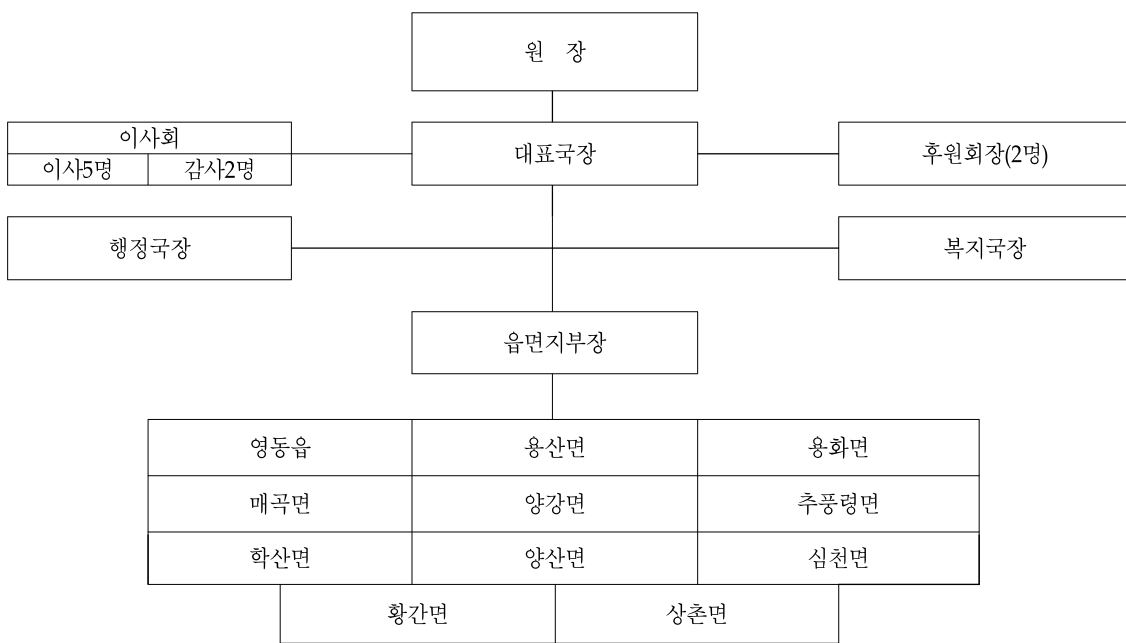 원 장
이사회
이사5명 감사2명
대표국장
후원회장(2명)
행정국장
복지국장
읍면지부장
영동읍 용산면 용화면
매곡면 양강면 추풍령면
학산면 양산면 심천면
황간면 상촌면